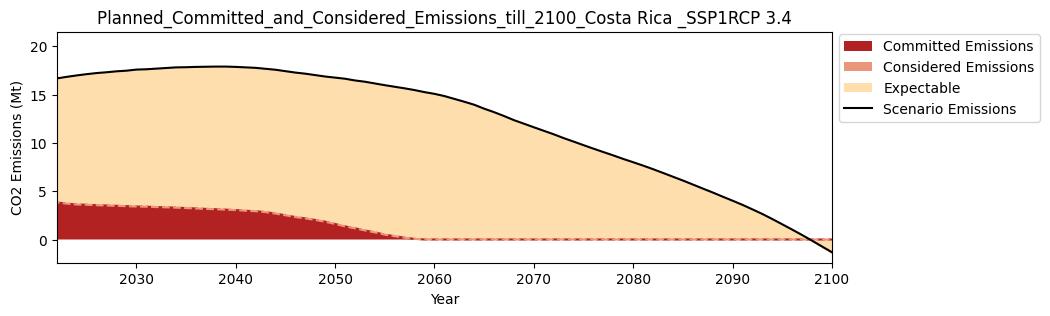 Planned_Committed_and_Considered_Emissions_till_2100_Costa Rica _SSP1RCP 3.4
20
15
10
5
0
CO2 Emissions (Mt)
2030
2040
2050
2060
2070
2080
2090
2100
Year
Committed Emissions
Considered Emissions
Expectable
Scenario Emissions